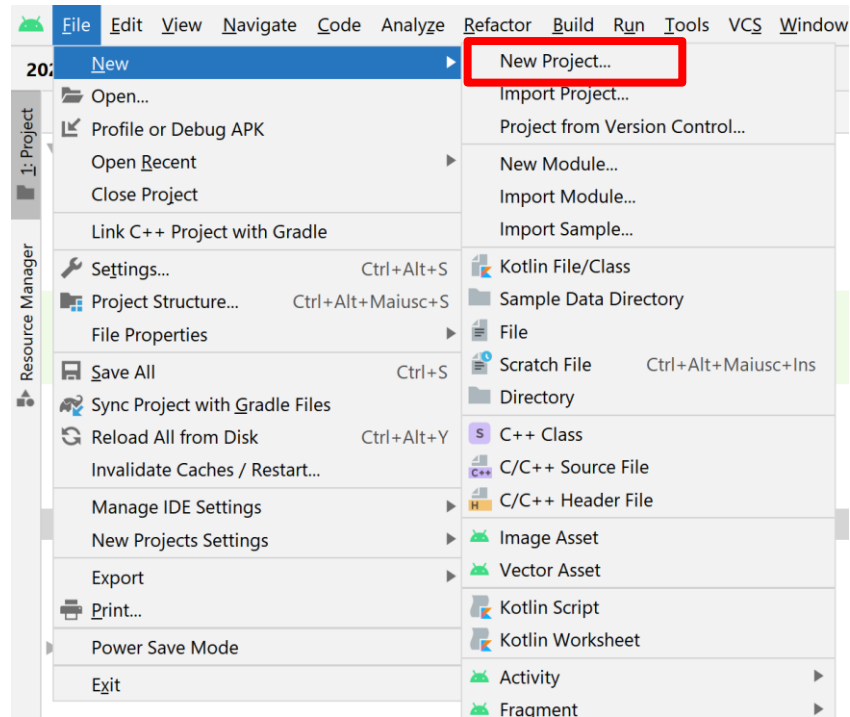 File Edit View Navigate Code Analyze Refactor Build Run Tools VCS Window
202
1: Project
Resource Manager
New
Open...
Profile or Debug APK
Open Recent
Close Project
Link C++ Project with Gradle
Settings... Ctrl+Alt+S
Project Structure... Ctrl+Alt+Maiusc+S
File Properties
Save All Ctrl+S
Sync Project with Gradle Files
Reload All from Disk Ctrl+Alt+Y
Invalidate Caches / Restart...
Manage IDE Settings
New Projects Settings
Export
Print...
Power Save Mode
Exit
New Project...
Import Project...
Project from Version Control...
New Module...
Import Module...
Import Sample...
Kotlin File/Class
Sample Data Directory
File
Scratch File Ctrl+Alt+Maiusc+Ins
Directory
S C++ Class
C++ C/C++ Source File
H C/C++ Header File
Image Asset
Vector Asset
Kotlin Script
Kotlin Worksheet
Activity
Fragment